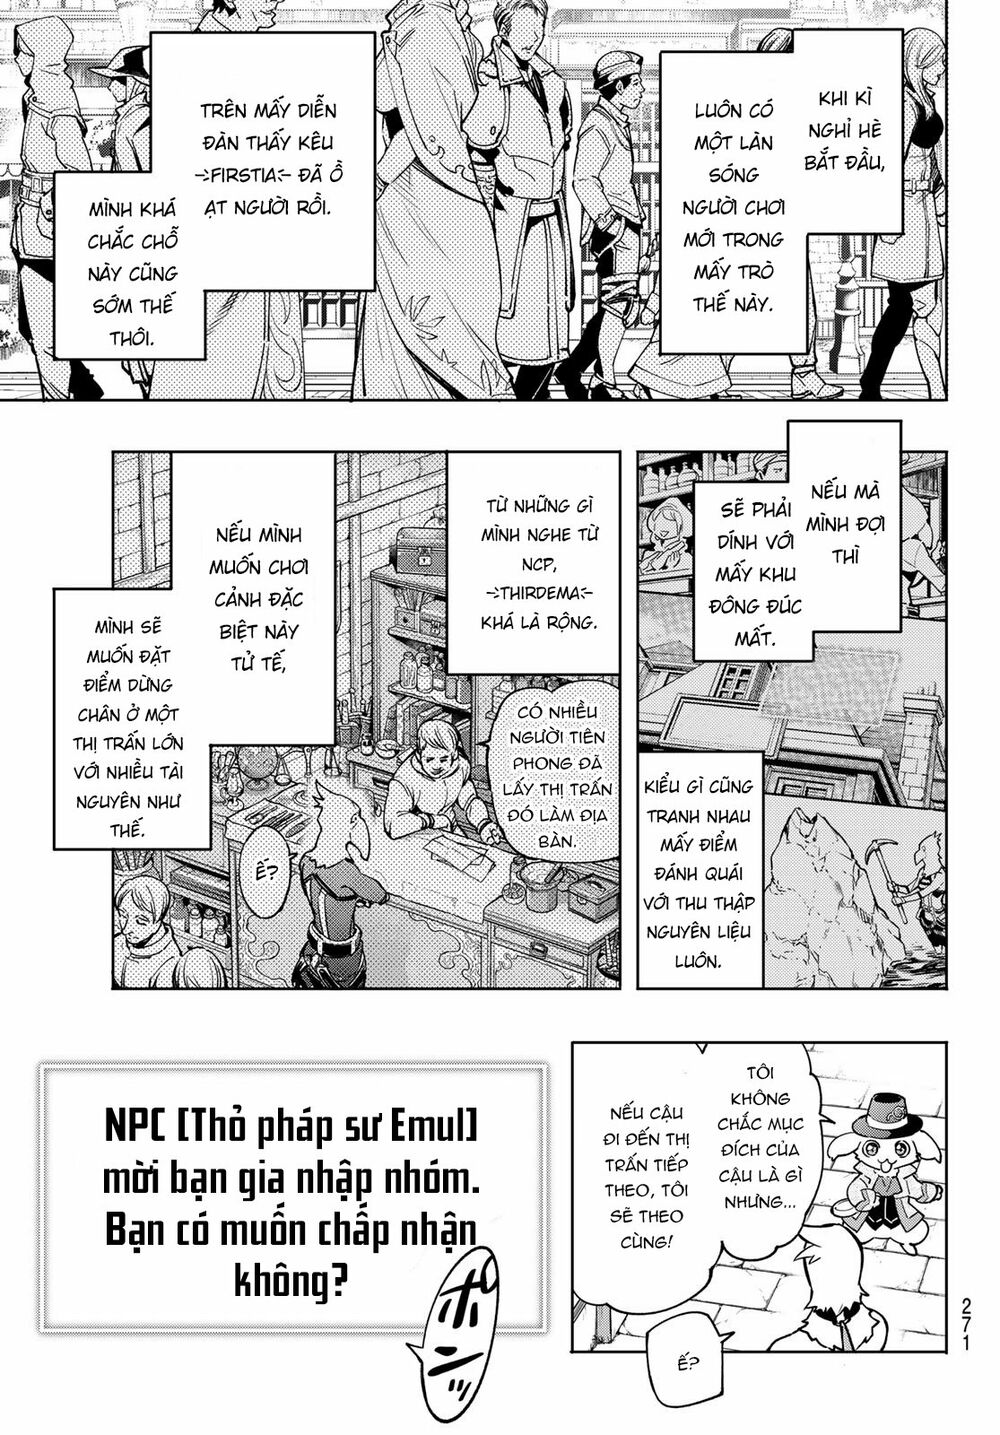 KHI KÌ
NGHỈ HÈ
BẮT ĐẦU,
LUÔN CÓ
MỘT LÀN
SÓNG
NGƯỜI CHƠI
MỚI TRONG
MẤY TRÒ
THẾ NÀY.
TRÊN MẤY DIỄN
ĐÀN THẤY KÊU
-FIRSTIA- ĐÃ Ồ
ẠT NGƯỜI RỒI.
MÌNH KHÁ
CHẮC CHỖ
NÀY CŨNG
SỚM THẾ
THÔI.
NẾU MÀ
MÌNH ĐỢI
THÌ
SẼ PHẢI
DÍNH VỚI
MẤY KHU
ĐÔNG ĐÚC
MẤT.
KIỂU GÌ CŨNG
TRANH NHAU
MẤY ĐIỂM
ĐÁNH QUÁI
VỚI THU THẬP
NGUYÊN LIỆU
LUÔN.
TỪ NHỮNG GÌ
MÌNH NGHE TỪ
NCP,
-THIRDEMA-
KHÁ LÀ RỘNG.
CÓ NHIỀU
NGƯỜI TIÊN
PHONG ĐÃ
LẤY THỊ TRẤN
ĐÓ LÀM ĐỊA
BÀN.
NẾU MÌNH
MUỐN CHƠI
CẢNH ĐẶC
BIỆT NÀY
TỬ TẾ,
Ế?
MÌNH SẼ
MUỐN ĐẶT
ĐIỂM DỪNG
CHÂN Ở MỘT
THỊ TRẤN LỚN
VỚI NHIỀU TÀI
NGUYÊN NHƯ
THẾ.
TÔI
KHÔNG
CHẮC MỤC
ĐÍCH CỦA
CẬU LÀ GÌ
NHƯNG...
NẾU CẬU
ĐI ĐẾN THỊ
TRẤN TIẾP
THEO, TÔI
SẼ THEO
CÙNG!
Ế?
NPC [Thỏ pháp sư Emul]
mời bạn gia nhập nhóm.
Bạn có muốn chấp nhận
không?
ポーンッ
271